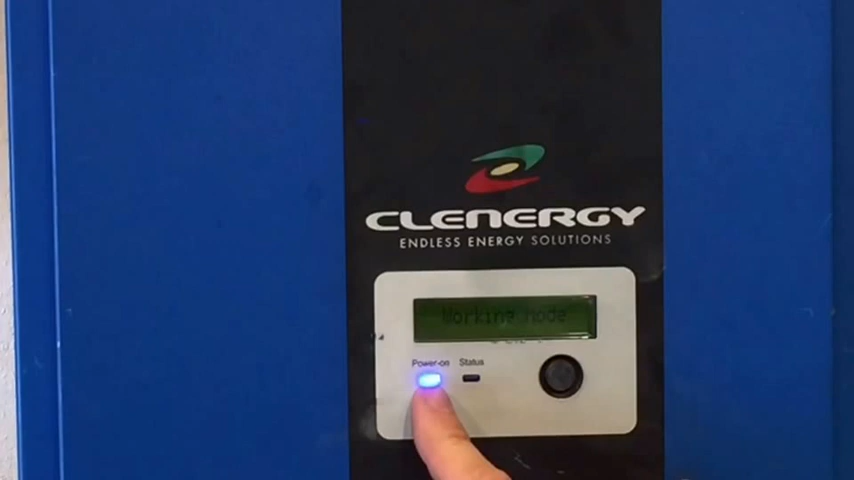 CLENERGY
ENDLESS ENERGY SOLUTIONS
Working mode
Power-on Status